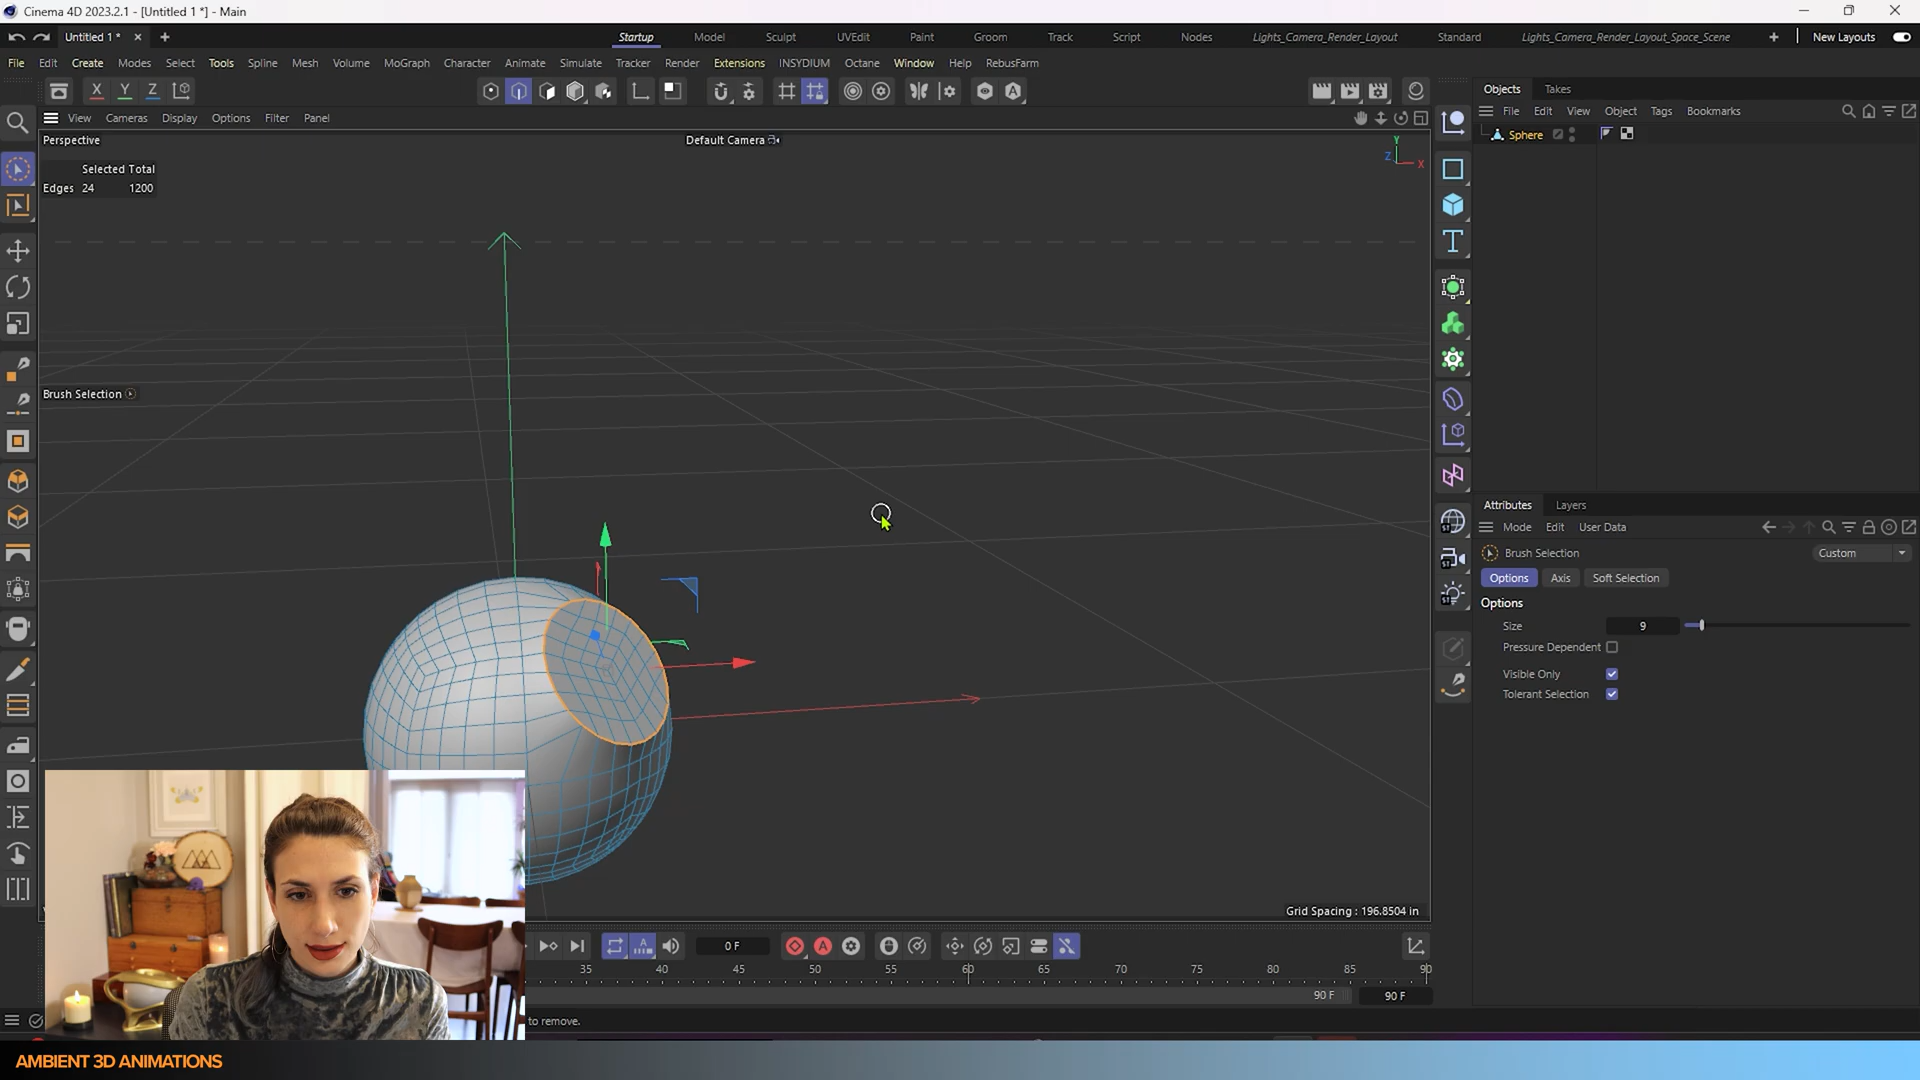 Cinema 4D 2023.2.1 - [Untitled 1 *] - Main
Untitled 1 *
Startup Model Sculpt UVEdit Paint Groom Track Script Nodes Lights_Camera_Render_Layout Standard Lights_Camera_Render_Layout_Space_Scene New Layouts
File Edit Create Modes Select Tools Spline Mesh Volume MoGraph Character Animate Simulate Tracker Render Extensions INSYDIUM Octane Window Help RebusFarm
X Y Z
View Cameras Display Options Filter Panel
Perspective
Default Camera
Y
Z X
Selected Total
Edges 24 1200
Brush Selection
Grid Spacing : 196.8504 in
Objects Takes
File Edit View Object Tags Bookmarks
Sphere
Attributes Layers
Mode Edit User Data
Brush Selection
Custom
Options Axis Soft Selection
Options
Size 9
Pressure Dependent
Visible Only
Tolerant Selection
0 F
35 40 45 50 55 60 65 70 75 80 85 90
90 F 90 F
to remove.
AMBIENT 3D ANIMATIONS